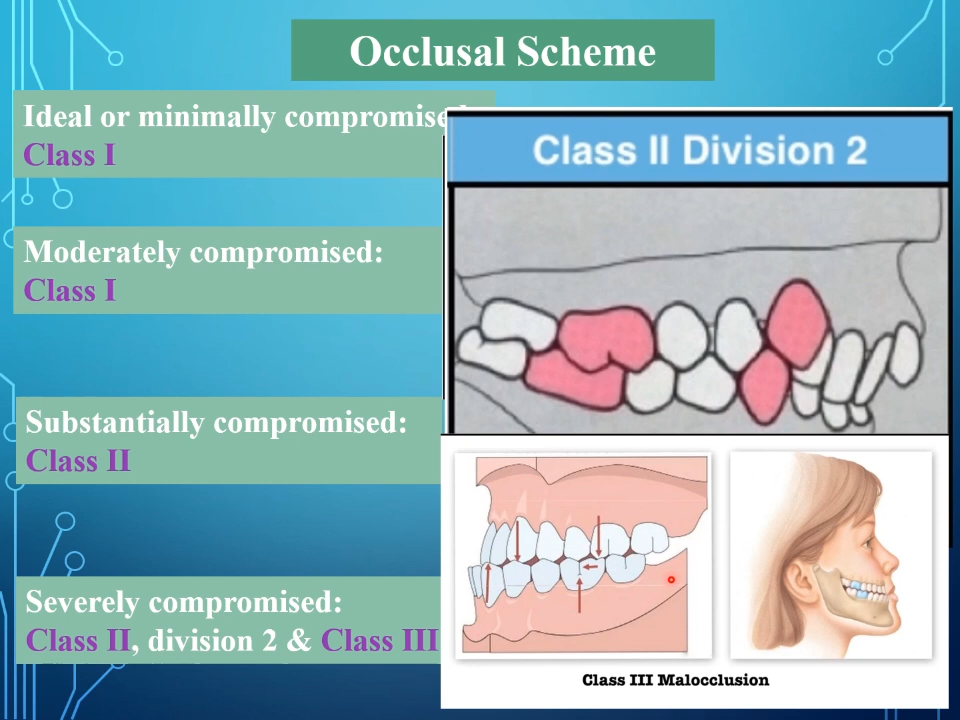 Occlusal Scheme
Ideal or minimally compromised
Class I
Class II Division 2
Moderately compromised:
Class I
Substantially compromised:
Class II
Severely compromised:
Class II, division 2 & Class III
Class III Malocclusion